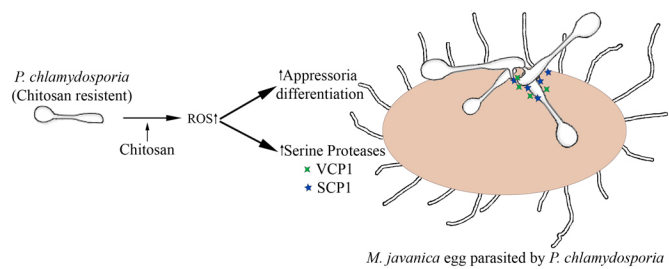 P. chlamydosporia
(Chitosan resistent)
Chitosan
ROS↑
↑Appressoria
differentiation
↑Serine Proteases
VCP1
SCP1
M. javanica egg parasited by P. chlamydosporia